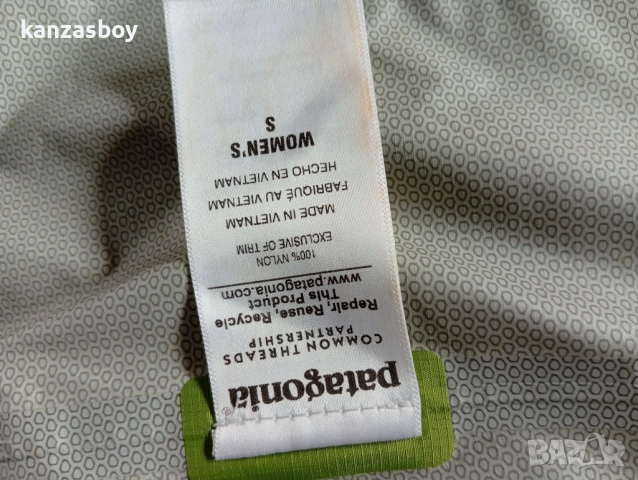 kanzasboy
patagonia®
COMMON THREADS
PARTNERSHIP
Repair, Reuse, Recycle
This Product
www.patagonia.com
100% NYLON
EXCLUSIVE OF TRIM
MADE IN VIETNAM
FABRIQUÉ AU VIETNAM
HECHO EN VIETNAM
WOMEN'S
S
BAZAR